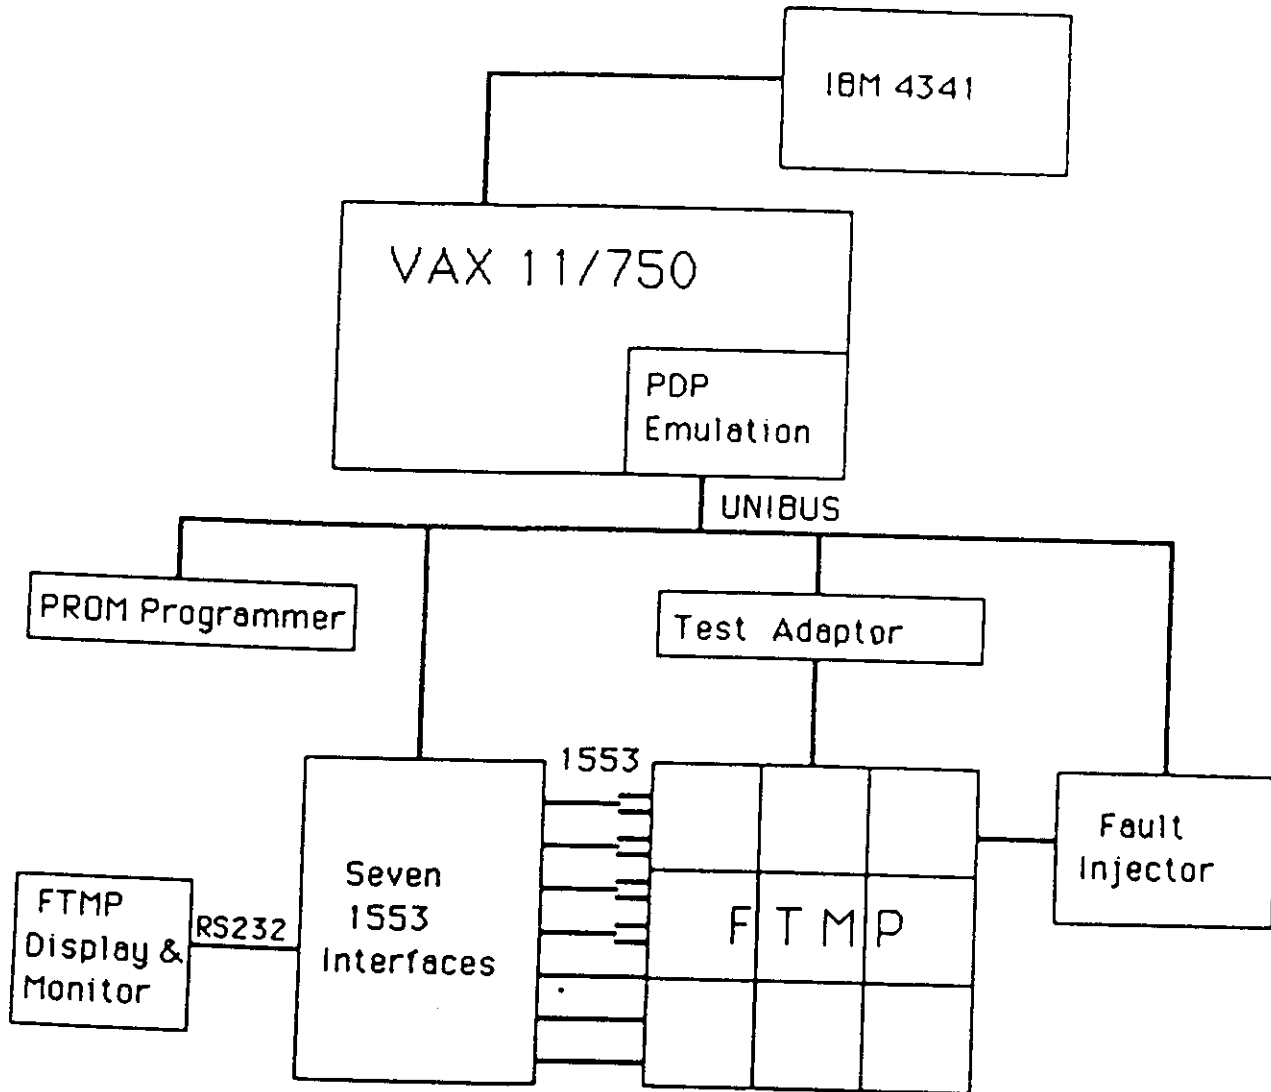 IBM 4341
VAX 11/750
PDP
Emulation
UNIBUS
PROM Programmer
Test Adaptor
1553
Fault
Injector
Seven
1553
Interfaces
FTMP
FTMP
Display &
Monitor
RS232